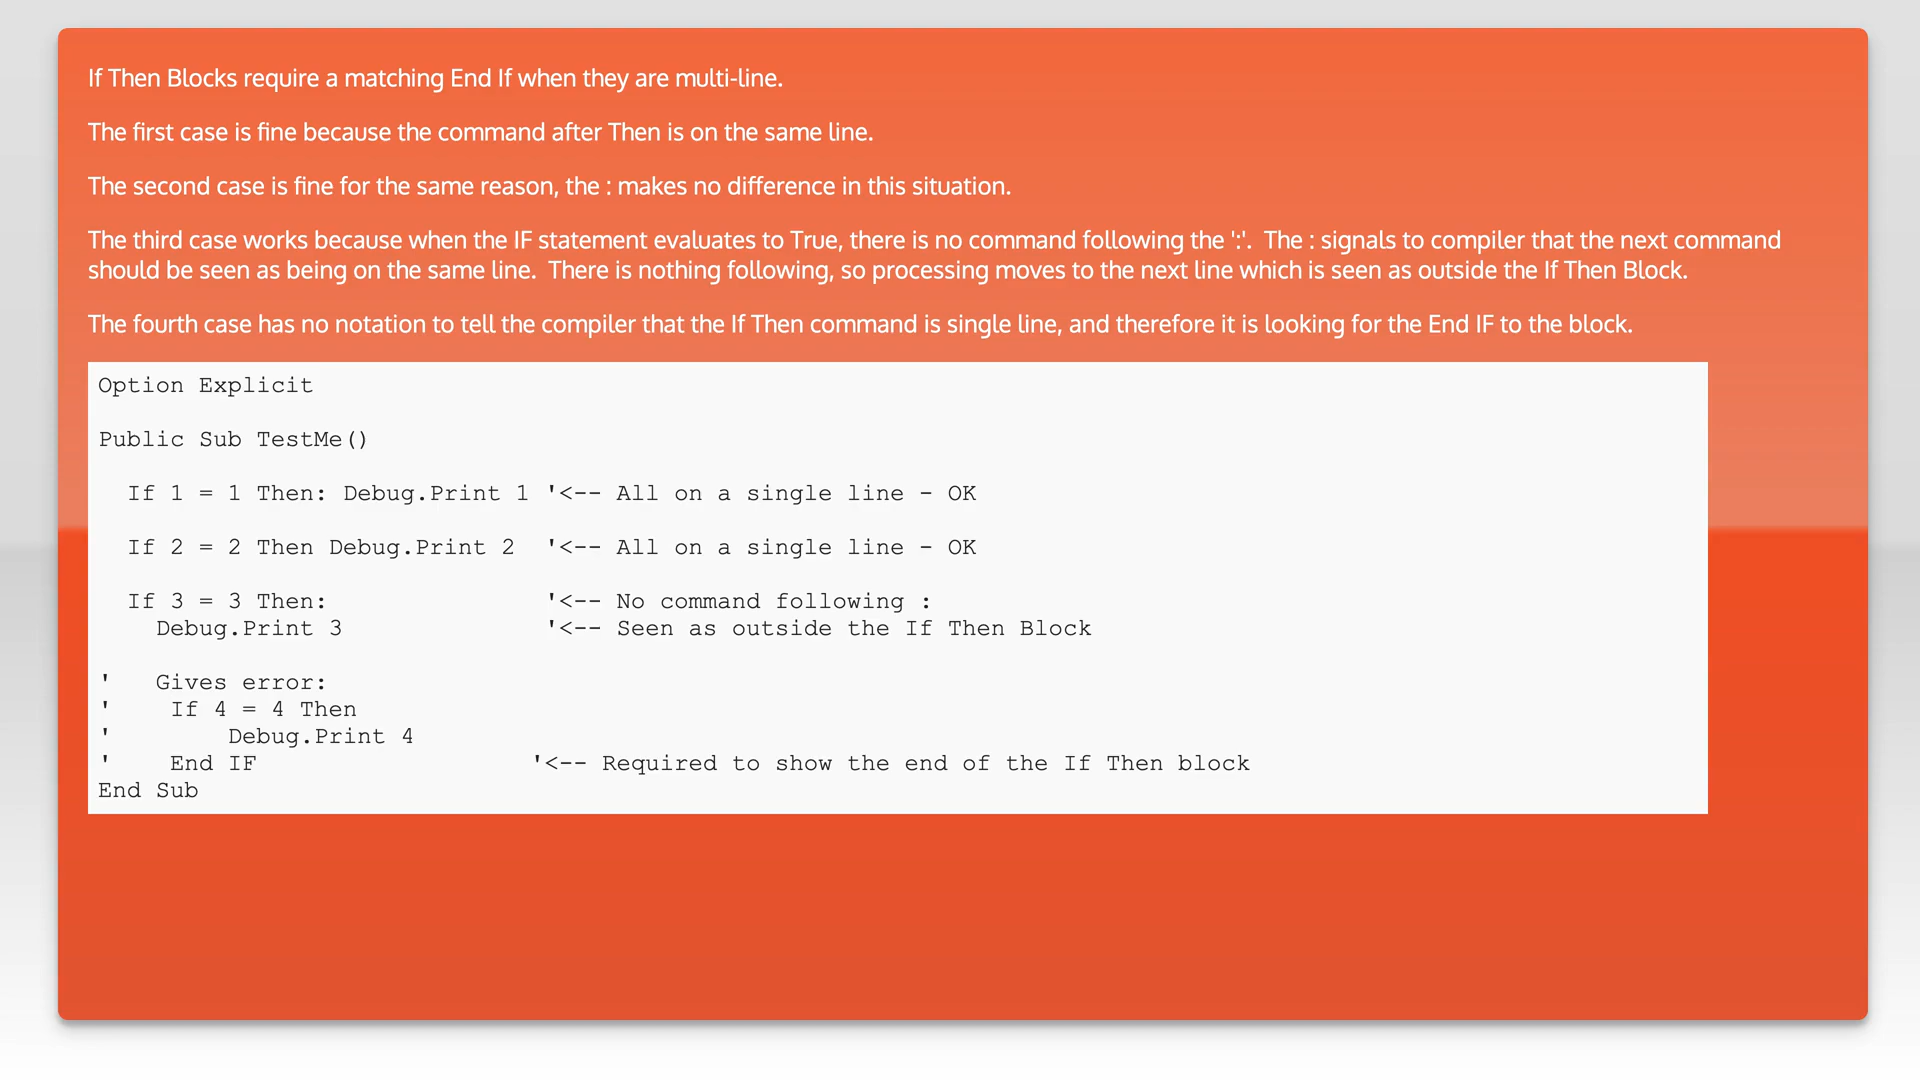 If Then Blocks require a matching End If when they are multi-line.
The first case is fine because the command after Then is on the same line.
The second case is fine for the same reason, the : makes no difference in this situation.
The third case works because when the IF statement evaluates to True, there is no command following the ':'.  The : signals to compiler that the next command
should be seen as being on the same line.  There is nothing following, so processing moves to the next line which is seen as outside the If Then Block.
The fourth case has no notation to tell the compiler that the If Then command is single line, and therefore it is looking for the End IF to the block.
Option Explicit
Public Sub TestMe()
  If 1 = 1 Then: Debug.Print 1 '<-- All on a single line - OK
  If 2 = 2 Then Debug.Print 2  '<-- All on a single line - OK
  If 3 = 3 Then:               '<-- No command following :
    Debug.Print 3              '<-- Seen as outside the If Then Block
'   Gives error:
'    If 4 = 4 Then
'        Debug.Print 4
'    End IF                   '<-- Required to show the end of the If Then block
End Sub